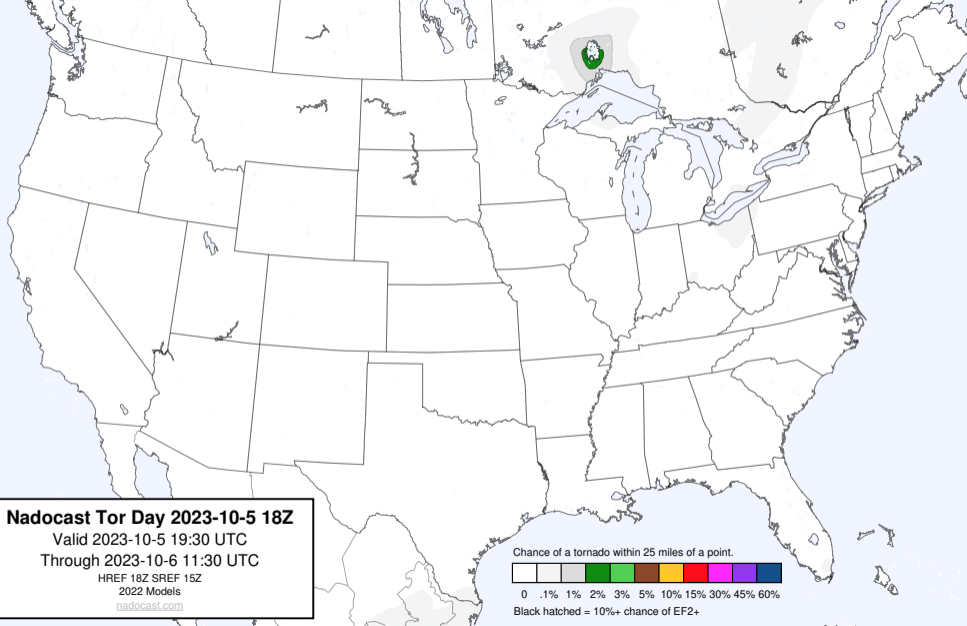 Nadocast Tor Day 2023-10-5 18Z
Valid 2023-10-5 19:30 UTC
Through 2023-10-6 11:30 UTC
HREF 18Z SREF 15Z
2022 Models
nadocast.com
Chance of a tornado within 25 miles of a point.
0 .1% 1% 2% 3% 5% 10% 15% 30% 45% 60%
Black hatched = 10%+ chance of EF2+